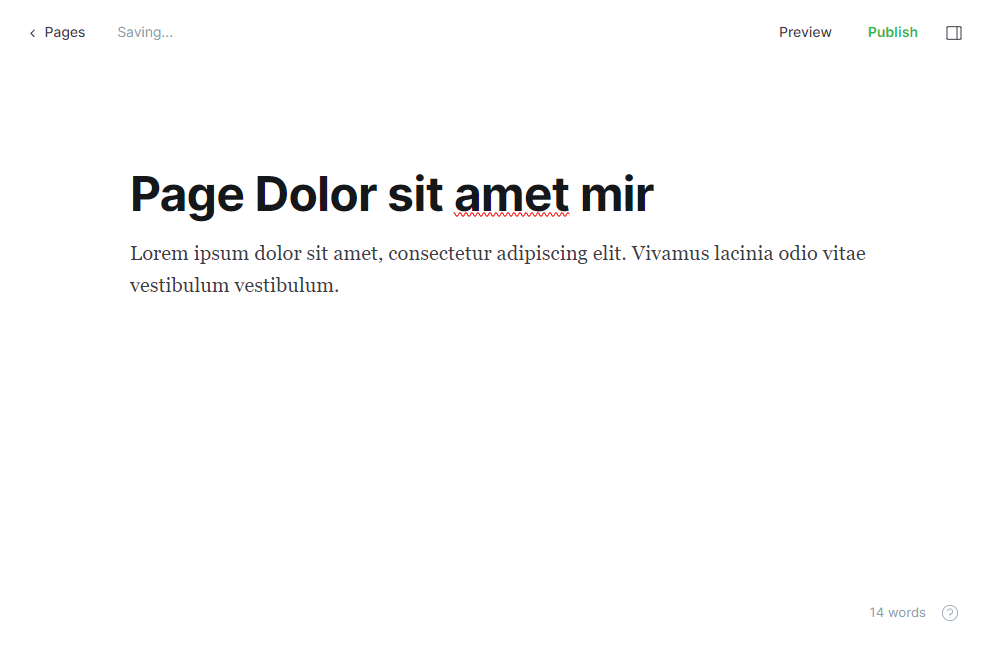 Pages Saving... Preview Publish
Page Dolor sit amet mir
Lorem ipsum dolor sit amet, consectetur adipiscing elit. Vivamus lacinia odio vitae
vestibulum vestibulum.
14 words ?